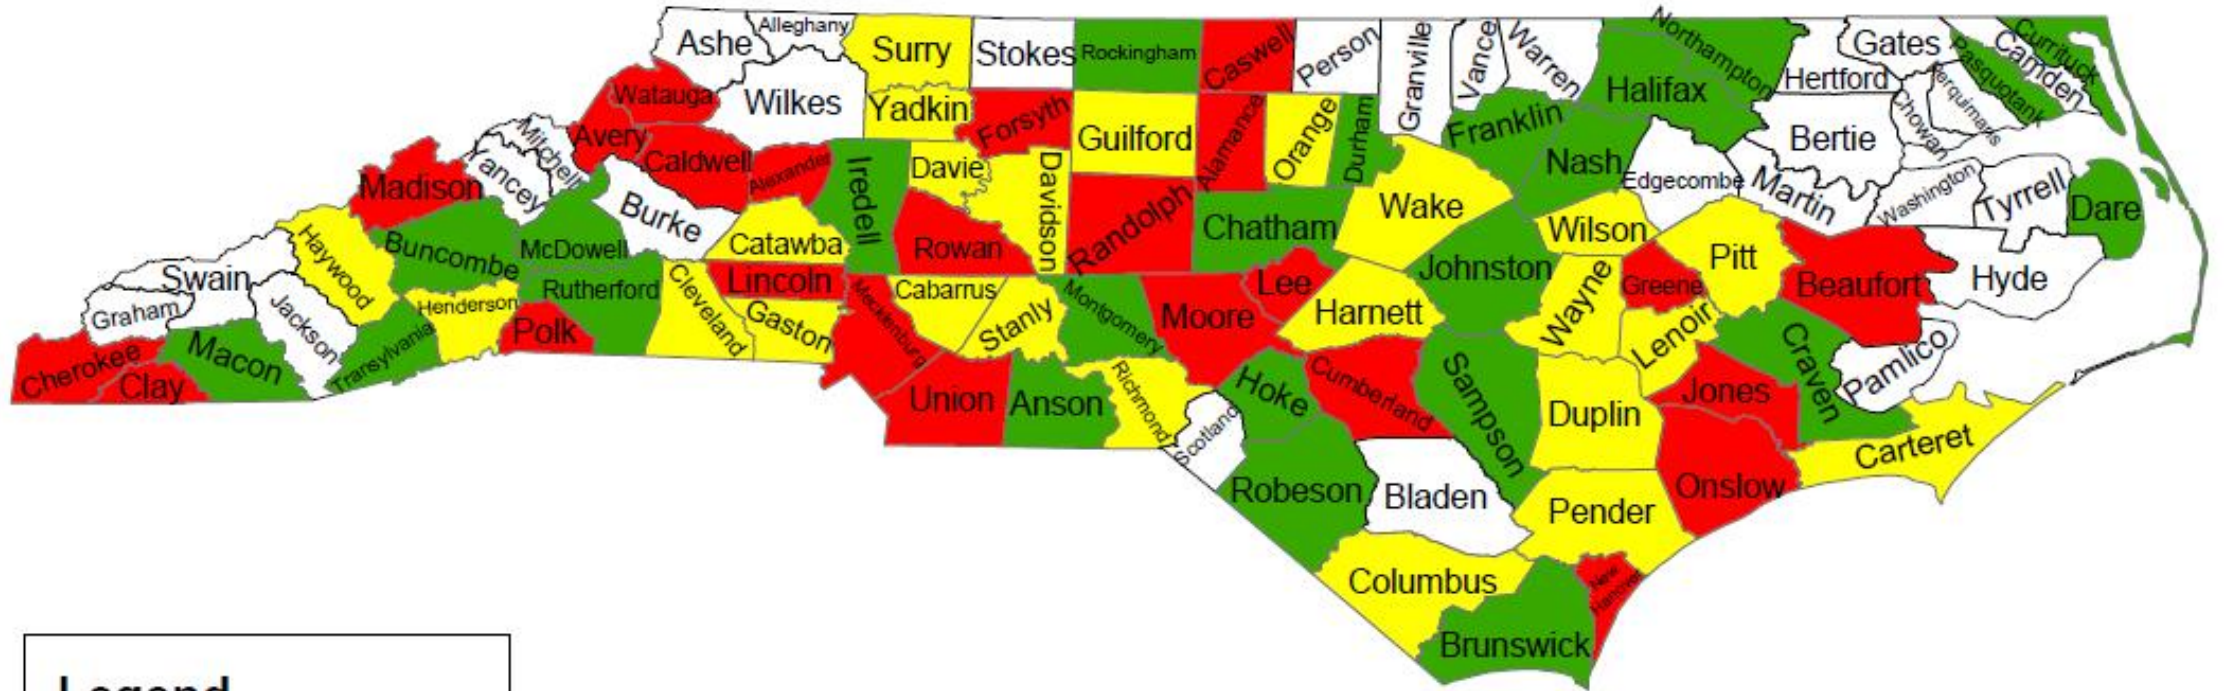 Alleghany
Ashe
Surry
Stokes
Rockingham
Caswell
Person
Granville
Vance
Warren
Northampton
Gates
Currituck
Camden
Pasquotank
Perquimans
Hertford
Chowan
Halifax
Watauga
Wilkes
Yadkin
Forsyth
Guilford
Alamance
Orange
Durham
Franklin
Nash
Bertie
Mitchell
Avery
Caldwell
Alexander
Iredell
Davie
Davidson
Edgecombe
Martin
Washington
Tyrrell
Dare
Madison
Yancey
Burke
Randolph
Chatham
Wake
Wilson
Haywood
Buncombe
McDowell
Catawba
Rowan
Johnston
Pitt
Swain
Lincoln
Lee
Wayne
Greene
Beaufort
Hyde
Graham
Jackson
Henderson
Rutherford
Cleveland
Gaston
Mecklenburg
Cabarrus
Stanly
Montgomery
Moore
Harnett
Lenoir
Craven
Pamlico
Cherokee
Clay
Macon
Transylvania
Polk
Union
Anson
Richmond
Scotland
Hoke
Cumberland
Sampson
Duplin
Jones
Carteret
Robeson
Bladen
Pender
Onslow
Columbus
New
Hanover
Brunswick
Legend